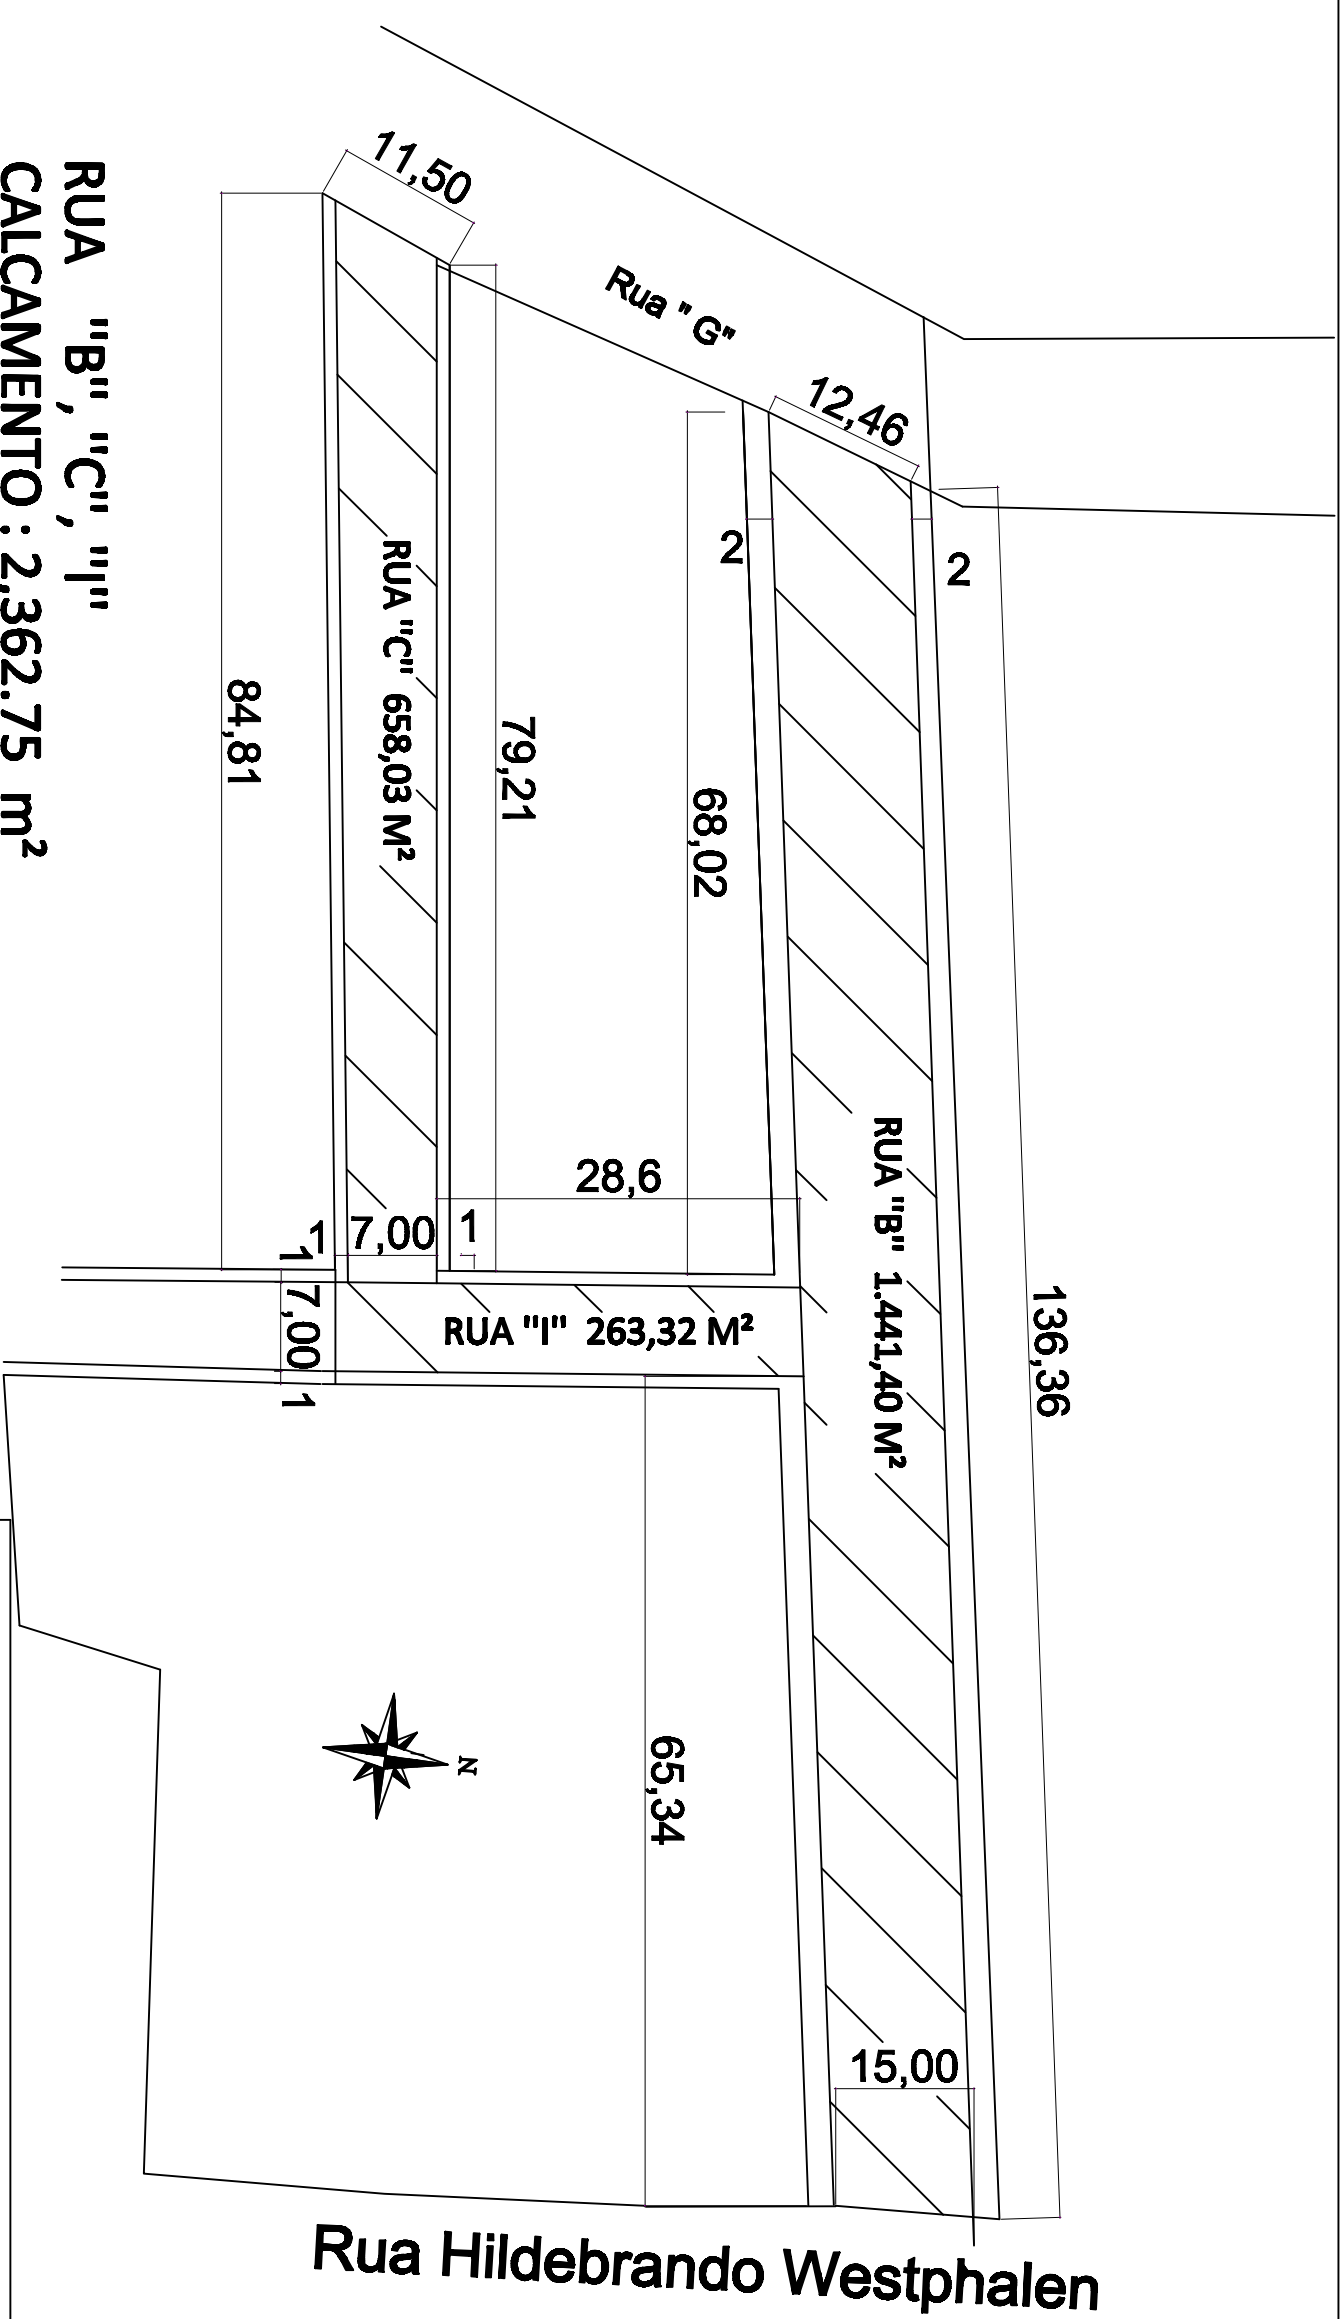 RUA "B", "C", "I"
CALCAMENTO : 2,362.75 m²
11,50
Rua " G"
12,46
2
2
84,81
RUA "C" 658,03 M²
79,21
68,02
28,6
1
7,00
1
1
7,00
1
RUA "I" 263,32 M²
RUA "B" 1.441,40 M²
136,36
65,34
N
15,00
Rua Hildebrando Westphalen